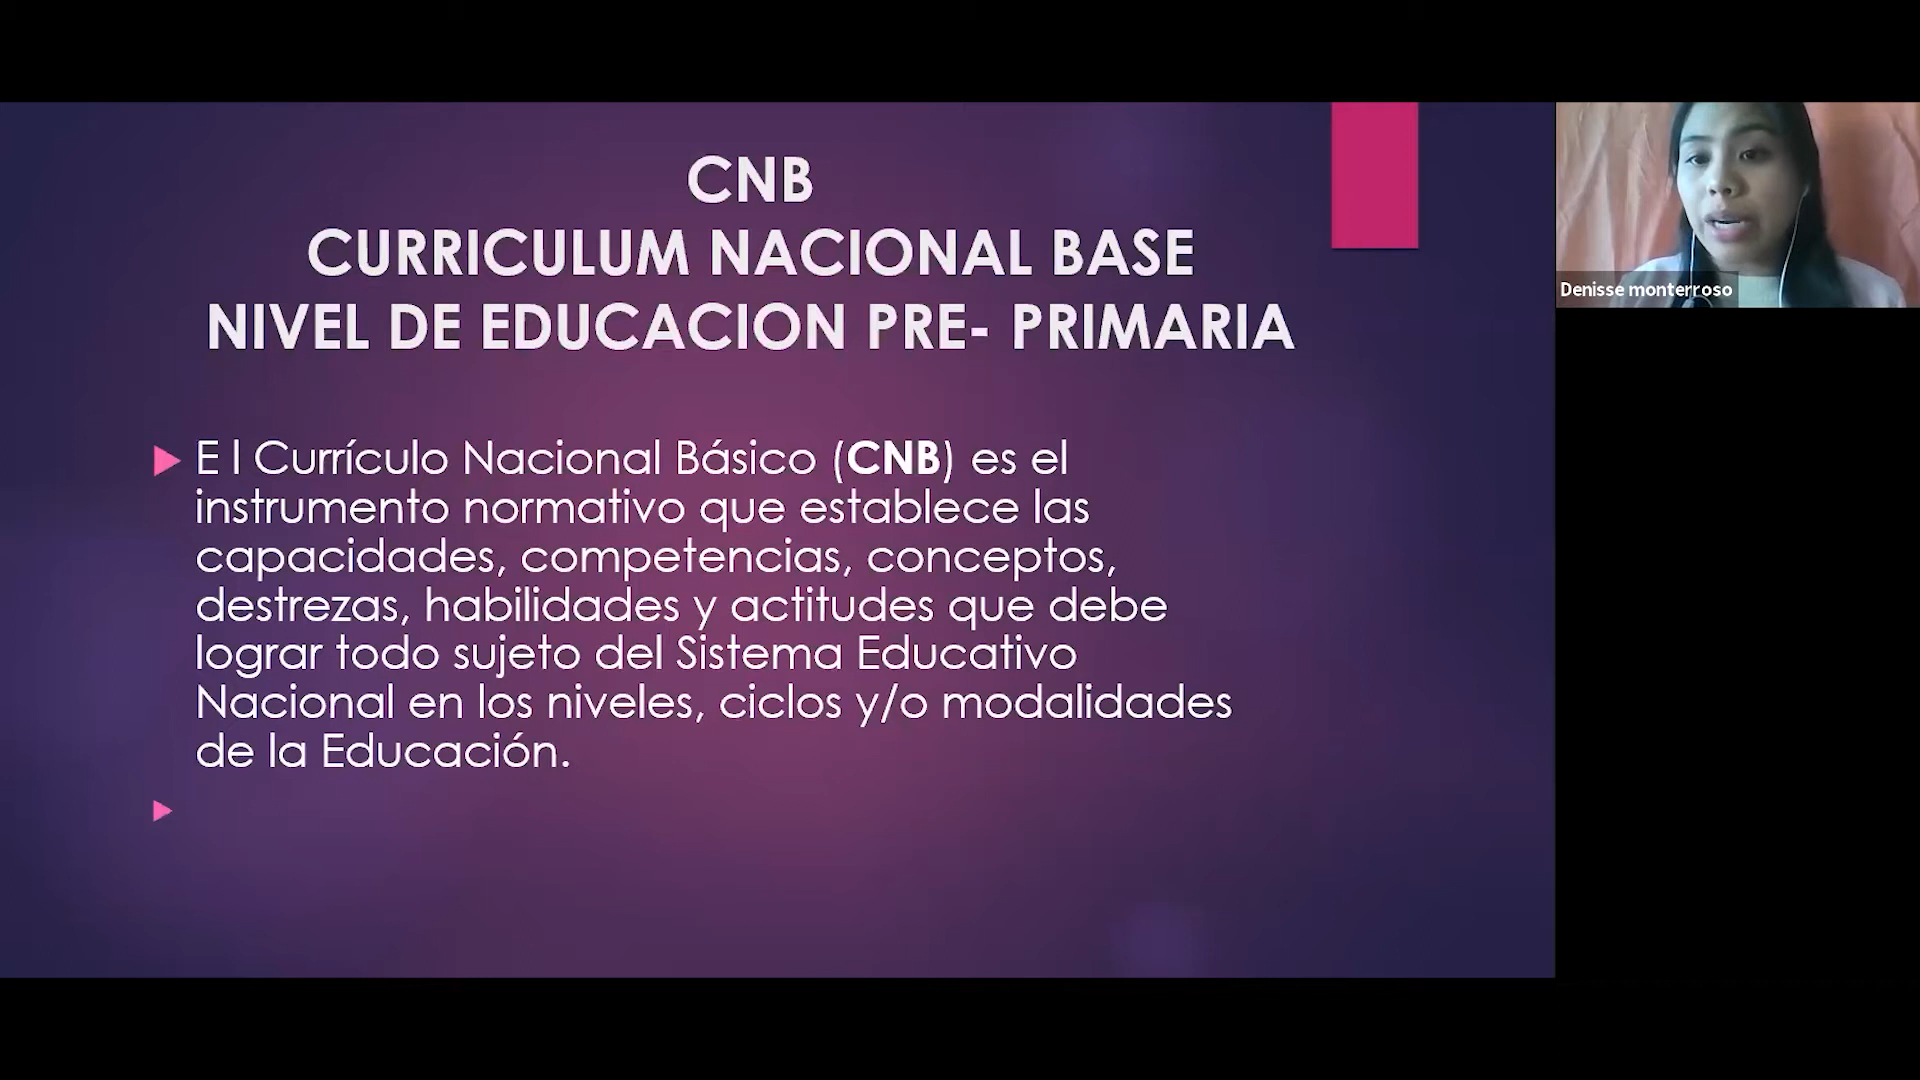 CNB
CURRICULUM NACIONAL BASE
NIVEL DE EDUCACION PRE- PRIMARIA
E l Currículo Nacional Básico (CNB) es el
instrumento normativo que establece las
capacidades, competencias, conceptos,
destrezas, habilidades y actitudes que debe
lograr todo sujeto del Sistema Educativo
Nacional en los niveles, ciclos y/o modalidades
de la Educación.
Denisse monterroso